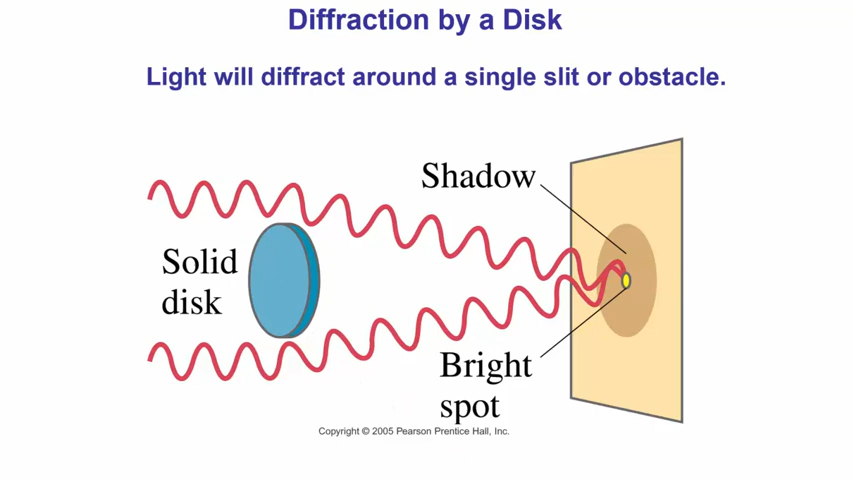 Diffraction by a Disk
Light will diffract around a single slit or obstacle.
Shadow
Solid
disk
Bright
spot
Copyright © 2005 Pearson Prentice Hall, Inc.